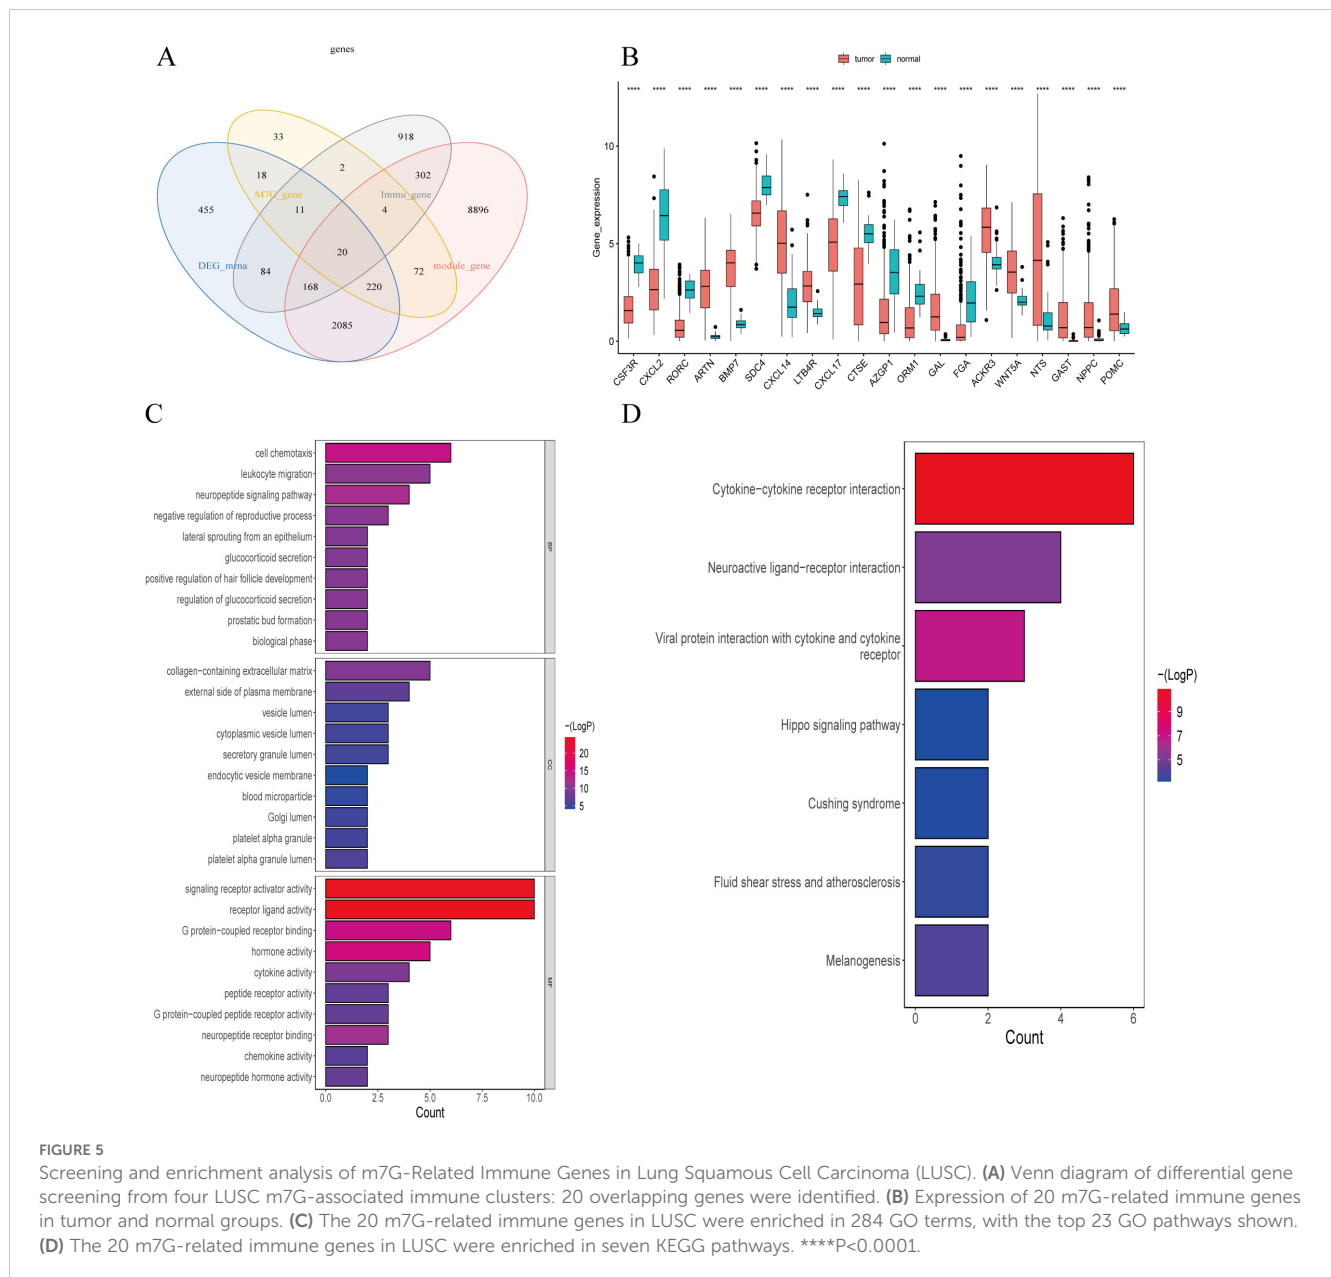 A
genes
33
918
18
2
302
M7G_gene
Immu_gene
455
11
4
8896
20
DEG_mrna
module_gene
84
72
168
220
2085
B
tumor
normal
**** **** **** **** **** **** **** **** **** **** **** **** **** **** **** **** **** **** **** ****
10
5
0
Gene_expression
CSF3R
CXCL2
RORC
ARTN
BMP7
SDC4
CXCL14
LTB4R
CXCL17
CTSE
AZGP1
ORM1
GAL
FGA
ACKR3
WNT5A
NTS
GAST
NPPC
POMC
C
cell chemotaxis
leukocyte migration
neuropeptide signaling pathway
negative regulation of reproductive process
lateral sprouting from an epithelium
glucocorticoid secretion
positive regulation of hair follicle development
regulation of glucocorticoid secretion
prostatic bud formation
biological phase
BP
collagen-containing extracellular matrix
external side of plasma membrane
vesicle lumen
cytoplasmic vesicle lumen
secretory granule lumen
endocytic vesicle membrane
blood microparticle
Golgi lumen
platelet alpha granule
platelet alpha granule lumen
CC
signaling receptor activator activity
receptor ligand activity
G protein-coupled receptor binding
hormone activity
cytokine activity
peptide receptor activity
G protein-coupled peptide receptor activity
neuropeptide receptor binding
chemokine activity
neuropeptide hormone activity
MF
0.0 2.5 5.0 7.5 10.0
Count
-(LogP)
20
15
10
5
D
Cytokine-cytokine receptor interaction
Neuroactive ligand-receptor interaction
Viral protein interaction with cytokine and cytokine
receptor
Hippo signaling pathway
Cushing syndrome
Fluid shear stress and atherosclerosis
Melanogenesis
0 2 4 6
Count
-(LogP)
9
7
5
FIGURE 5
Screening and enrichment analysis of m7G-Related Immune Genes in Lung Squamous Cell Carcinoma (LUSC). (A) Venn diagram of differential gene
screening from four LUSC m7G-associated immune clusters: 20 overlapping genes were identified. (B) Expression of 20 m7G-related immune genes
in tumor and normal groups. (C) The 20 m7G-related immune genes in LUSC were enriched in 284 GO terms, with the top 23 GO pathways shown.
(D) The 20 m7G-related immune genes in LUSC were enriched in seven KEGG pathways. ****P<0.0001.